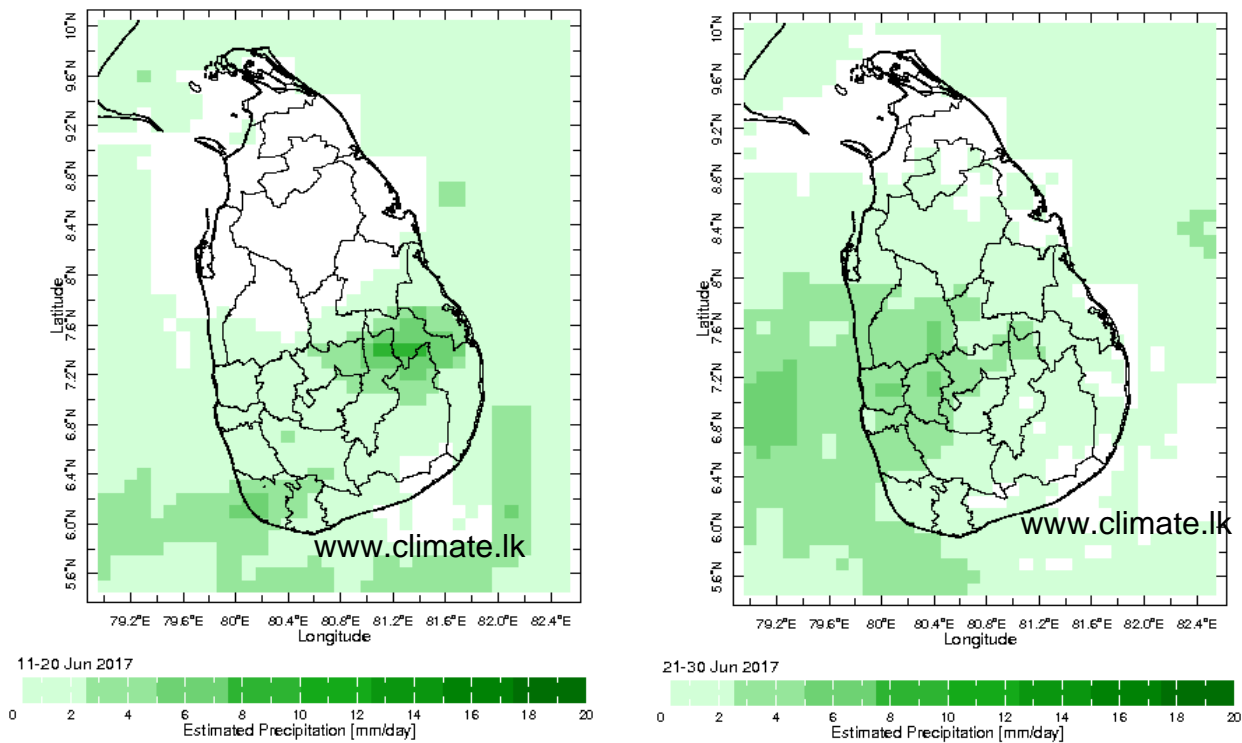 10°N
9.6°N
9.2°N
8.8°N
8.4°N
8°N
7.6°N
7.2°N
6.8°N
6.4°N
6.0°N
5.6°N
Latitude
www.climate.lk
79.2°E 79.6°E 80°E 80.4°E 80.8°E 81.2°E 81.6°E 82.0°E 82.4°E
Longitude
11-20 Jun 2017
0 2 4 6 8 10 12 14 16 18 20
Estimated Precipitation [mm/day]
10°N
9.6°N
9.2°N
8.8°N
8.4°N
8°N
7.6°N
7.2°N
6.8°N
6.4°N
6.0°N
5.6°N
Latitude
www.climate.lk
79.2°E 79.6°E 80°E 80.4°E 80.8°E 81.2°E 81.6°E 82.0°E 82.4°E
Longitude
21-30 Jun 2017
0 2 4 6 8 10 12 14 16 18 20
Estimated Precipitation [mm/day]